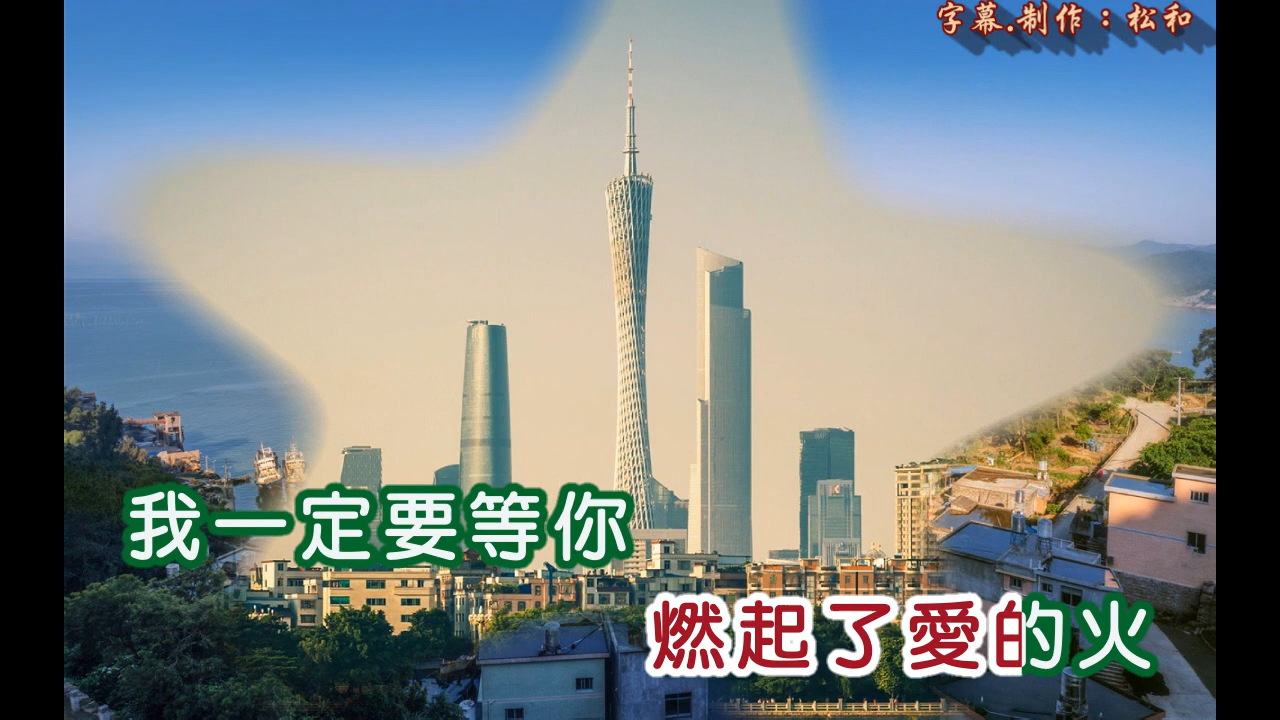 字幕.制作：松和
我一定要等你
燃起了愛的火